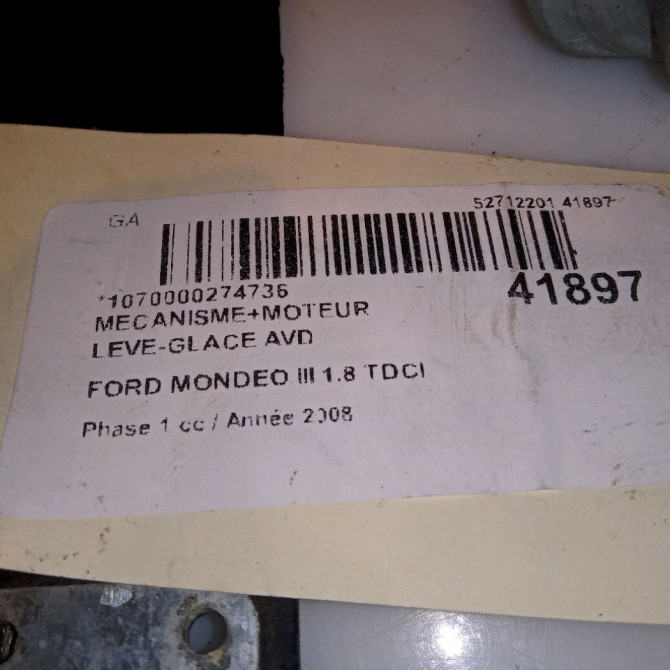 GA
52712201 41897
*1070000274736
41897
MECANISME+MOTEUR
LEVE-GLACE AVD
FORD MONDEO III 1.8 TDCI
Phase 1 cc / Année 2008